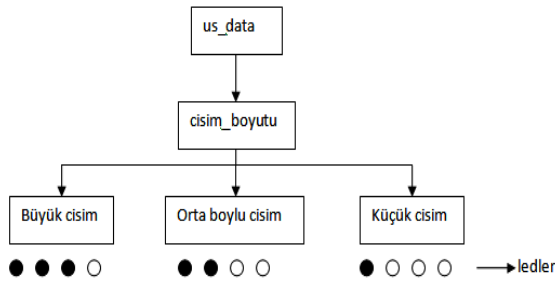 us_data
cisim_boyutu
Büyük cisim
Orta boylu cisim
Küçük cisim
ledler